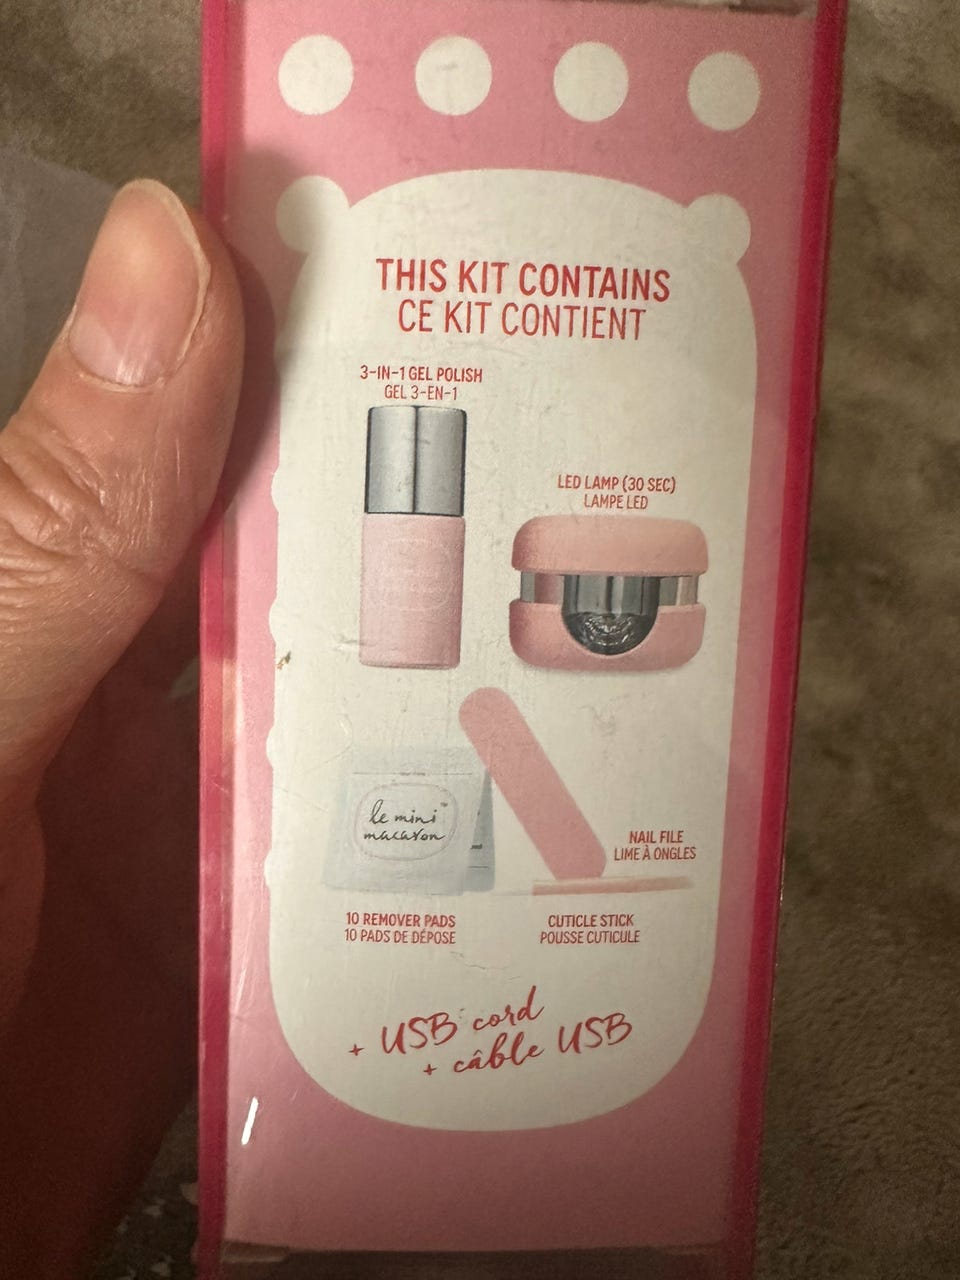 THIS KIT CONTAINS
CE KIT CONTIENT
3-IN-1 GEL POLISH
GEL 3-EN-1
LED LAMP (30 SEC)
LAMPE LED
le mini
macaron
NAIL FILE
LIME À ONGLES
10 REMOVER PADS
10 PADS DE DÉPOSE
CUTICLE STICK
POUSSE CUTICULE
+ USB cord
+ câble USB